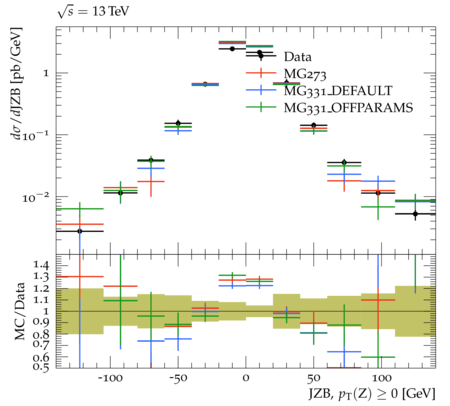 √s = 13 TeV
dσ/dJZB [pb/GeV]
1
10⁻¹
10⁻²
Data
MG273
MG331_DEFAULT
MG331_OFFPARAMS
MC/Data
1.4
1.3
1.2
1.1
1
0.9
0.8
0.7
0.6
0.5
-100 -50 0 50 100
JZB, p_T(Z) ≥ 0 [GeV]